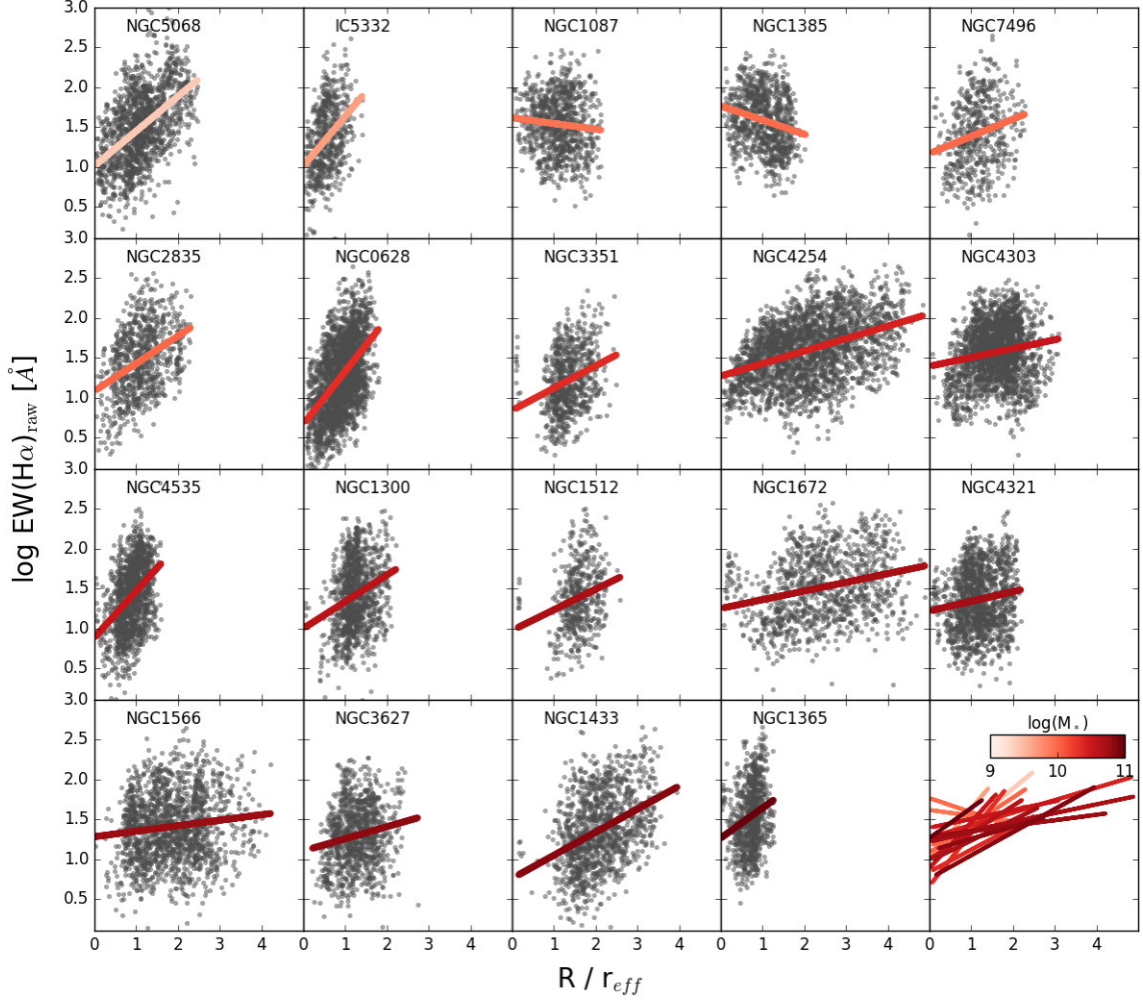 NGC5068 IC5332 NGC1087 NGC1385 NGC7496
3.0
2.5
2.0
1.5
1.0
0.5
NGC2835 NGC0628 NGC3351 NGC4254 NGC4303
3.0
2.5
2.0
1.5
1.0
0.5
NGC4535 NGC1300 NGC1512 NGC1672 NGC4321
3.0
2.5
2.0
1.5
1.0
0.5
NGC1566 NGC3627 NGC1433 NGC1365
3.0
2.5
2.0
1.5
1.0
0.5
log(M*)
9 10 11
0 1 2 3 4 0 1 2 3 4 0 1 2 3 4 0 1 2 3 4 0 1 2 3 4
log EW(Hα)raw [Å]
R / reff